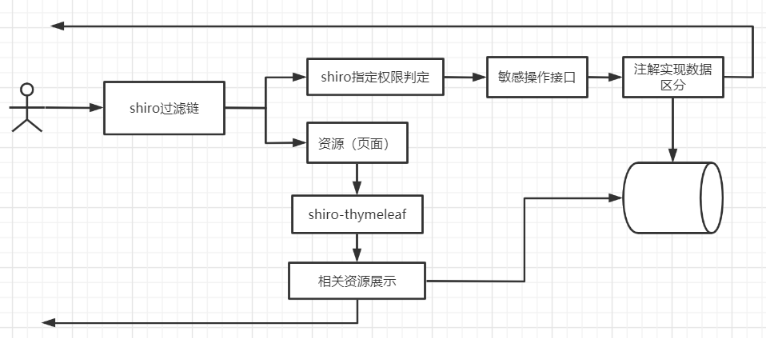 shiro过滤链
shiro指定权限判定
敏感操作接口
注解实现数据
区分
资源（页面）
shiro-thymeleaf
相关资源展示